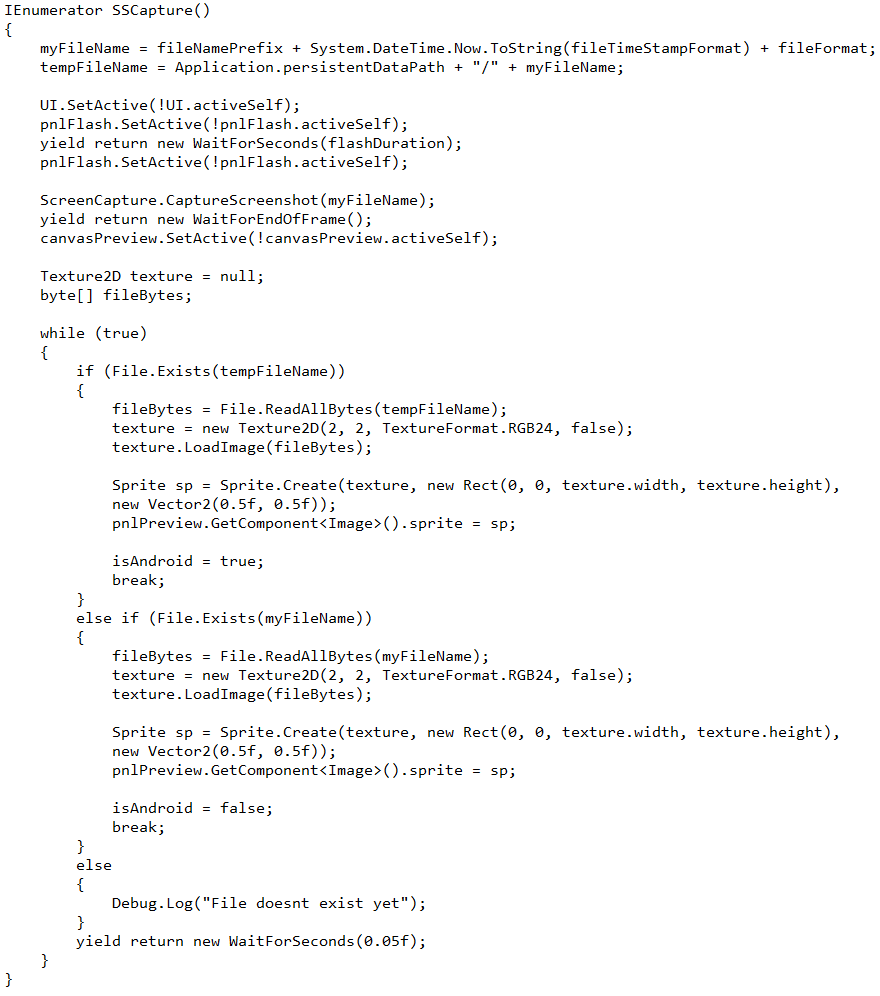 IEnumerator SSCapture()
{
    myFileName = fileNamePrefix + System.DateTime.Now.ToString(fileTimeStampFormat) + fileFormat;
    tempFileName = Application.persistentDataPath + "/" + myFileName;

    UI.SetActive(!UI.activeSelf);
    pnlFlash.SetActive(!pnlFlash.activeSelf);
    yield return new WaitForSeconds(flashDuration);
    pnlFlash.SetActive(!pnlFlash.activeSelf);

    ScreenCapture.CaptureScreenshot(myFileName);
    yield return new WaitForEndOfFrame();
    canvasPreview.SetActive(!canvasPreview.activeSelf);

    Texture2D texture = null;
    byte[] fileBytes;

    while (true)
    {
        if (File.Exists(tempFileName))
        {
            fileBytes = File.ReadAllBytes(tempFileName);
            texture = new Texture2D(2, 2, TextureFormat.RGB24, false);
            texture.LoadImage(fileBytes);

            Sprite sp = Sprite.Create(texture, new Rect(0, 0, texture.width, texture.height),
            new Vector2(0.5f, 0.5f));
            pnlPreview.GetComponent<Image>().sprite = sp;

            isAndroid = true;
            break;
        }
        else if (File.Exists(myFileName))
        {
            fileBytes = File.ReadAllBytes(myFileName);
            texture = new Texture2D(2, 2, TextureFormat.RGB24, false);
            texture.LoadImage(fileBytes);

            Sprite sp = Sprite.Create(texture, new Rect(0, 0, texture.width, texture.height),
            new Vector2(0.5f, 0.5f));
            pnlPreview.GetComponent<Image>().sprite = sp;

            isAndroid = false;
            break;
        }
        else
        {
            Debug.Log("File doesnt exist yet");
        }
        yield return new WaitForSeconds(0.05f);
    }
}